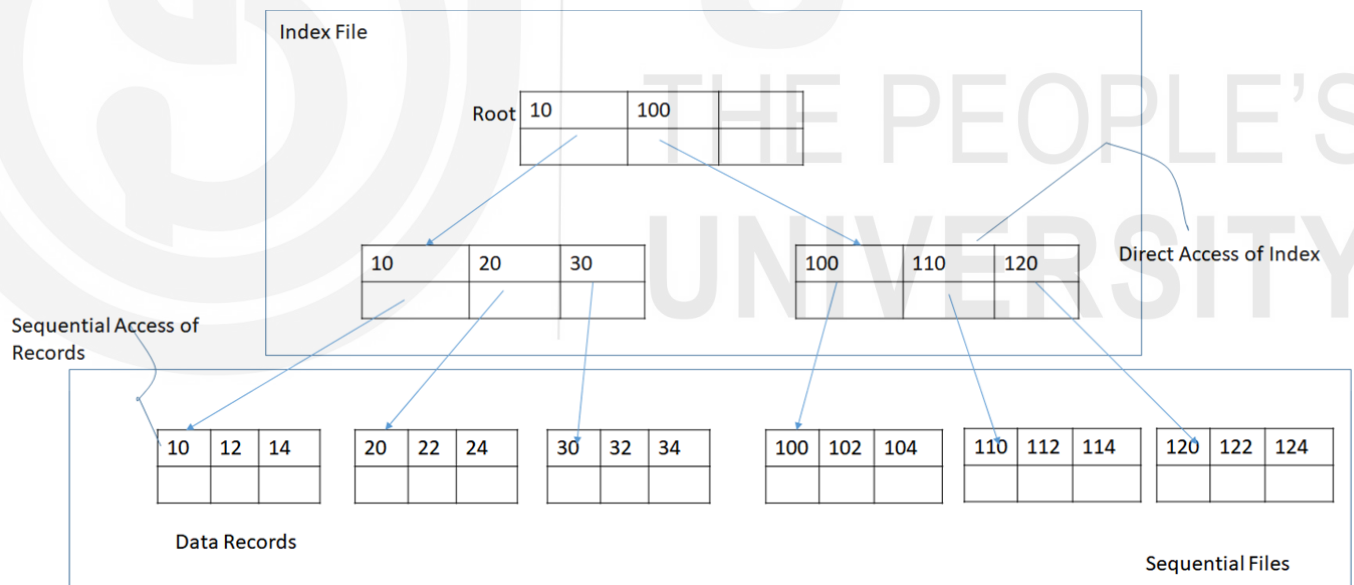 Index File
THE PEOPLE'S
UNIVERSITY
Root 10 100
10 20 30
100 110 120
Direct Access of Index
Sequential Access of
Records
10 12 14
20 22 24
30 32 34
100 102 104
110 112 114
120 122 124
Data Records
Sequential Files